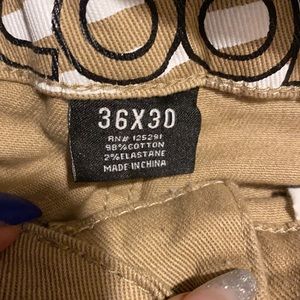 36X30
RN# 125291
98%COTTON
2%ELASTANE
MADE IN CHINA